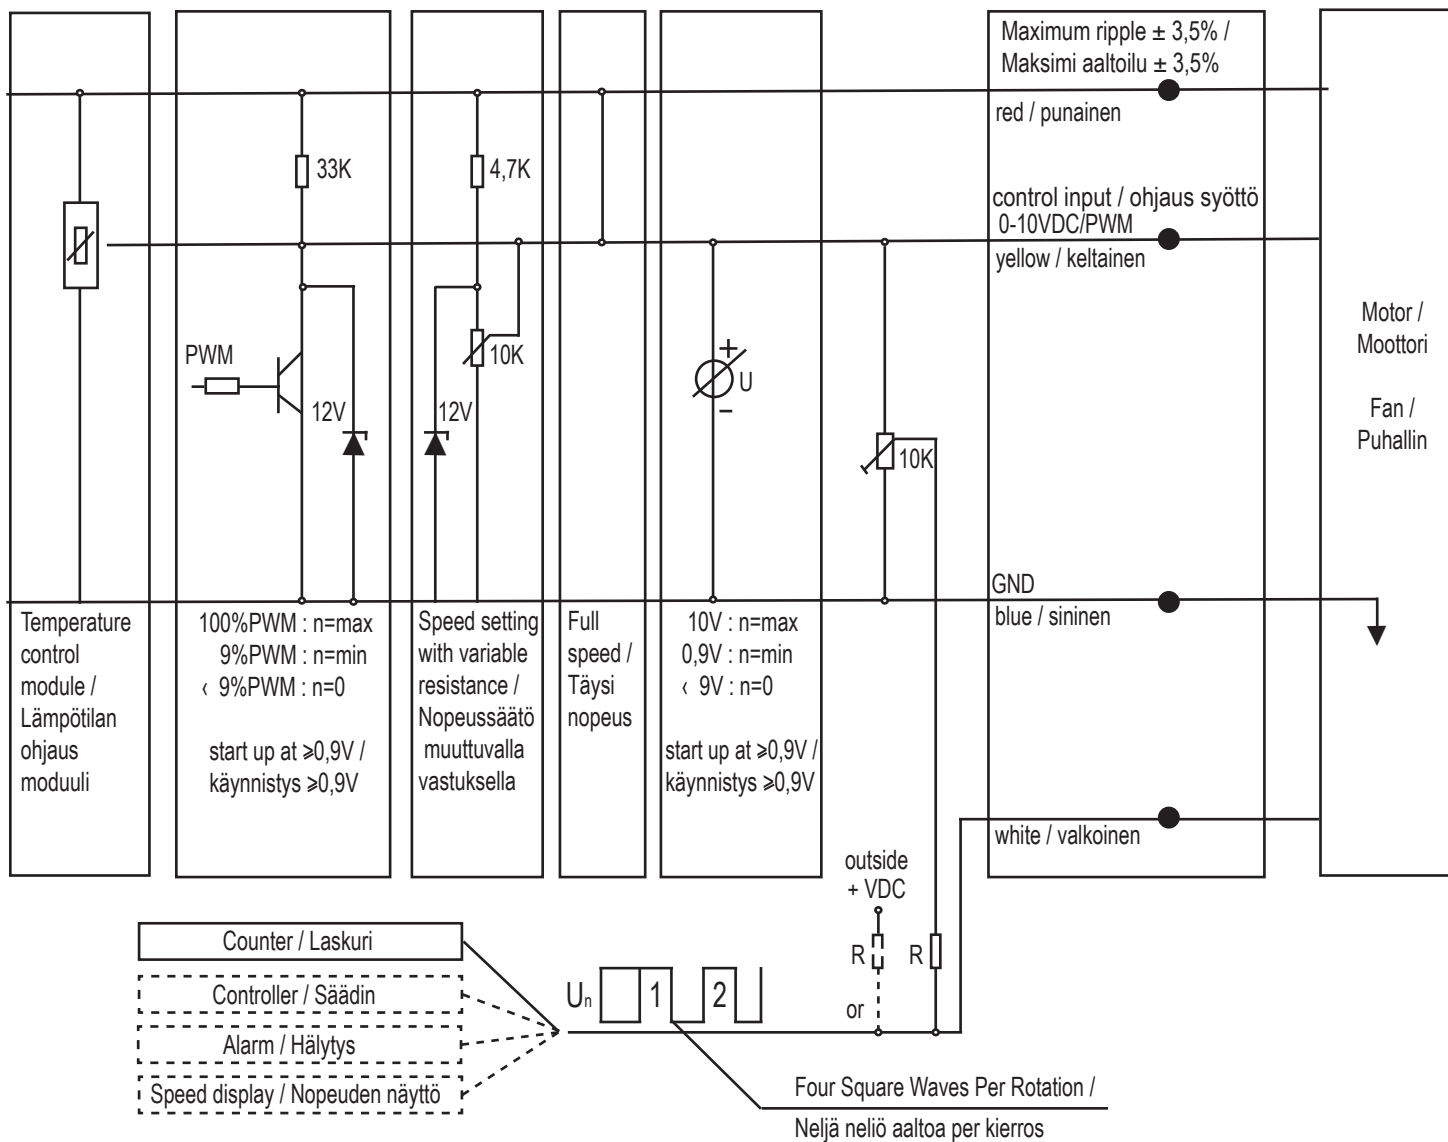 Maximum ripple ± 3,5% /
Maksimi aaltoilu ± 3,5%
red / punainen
33K
4,7K
control input / ohjaus syöttö
0-10VDC/PWM
yellow / keltainen
Motor /
Moottori
Fan /
Puhallin
PWM
12V
12V
10K
+
U
−
10K
GND
blue / sininen
Temperature
control
module /
Lämpötilan
ohjaus
moduuli
100%PWM : n=max
9%PWM : n=min
‹ 9%PWM : n=0
start up at ⩾0,9V /
käynnistys ⩾0,9V
Speed setting
with variable
resistance /
Nopeussäätö
muuttuvalla
vastuksella
Full
speed /
Täysi
nopeus
10V : n=max
0,9V : n=min
‹ 9V : n=0
start up at ⩾0,9V /
käynnistys ⩾0,9V
white / valkoinen
outside
+ VDC
R
R
or
Counter / Laskuri
Controller / Säädin
Alarm / Hälytys
Speed display / Nopeuden näyttö
Un
1
2
Four Square Waves Per Rotation /
Neljä neliö aaltoa per kierros